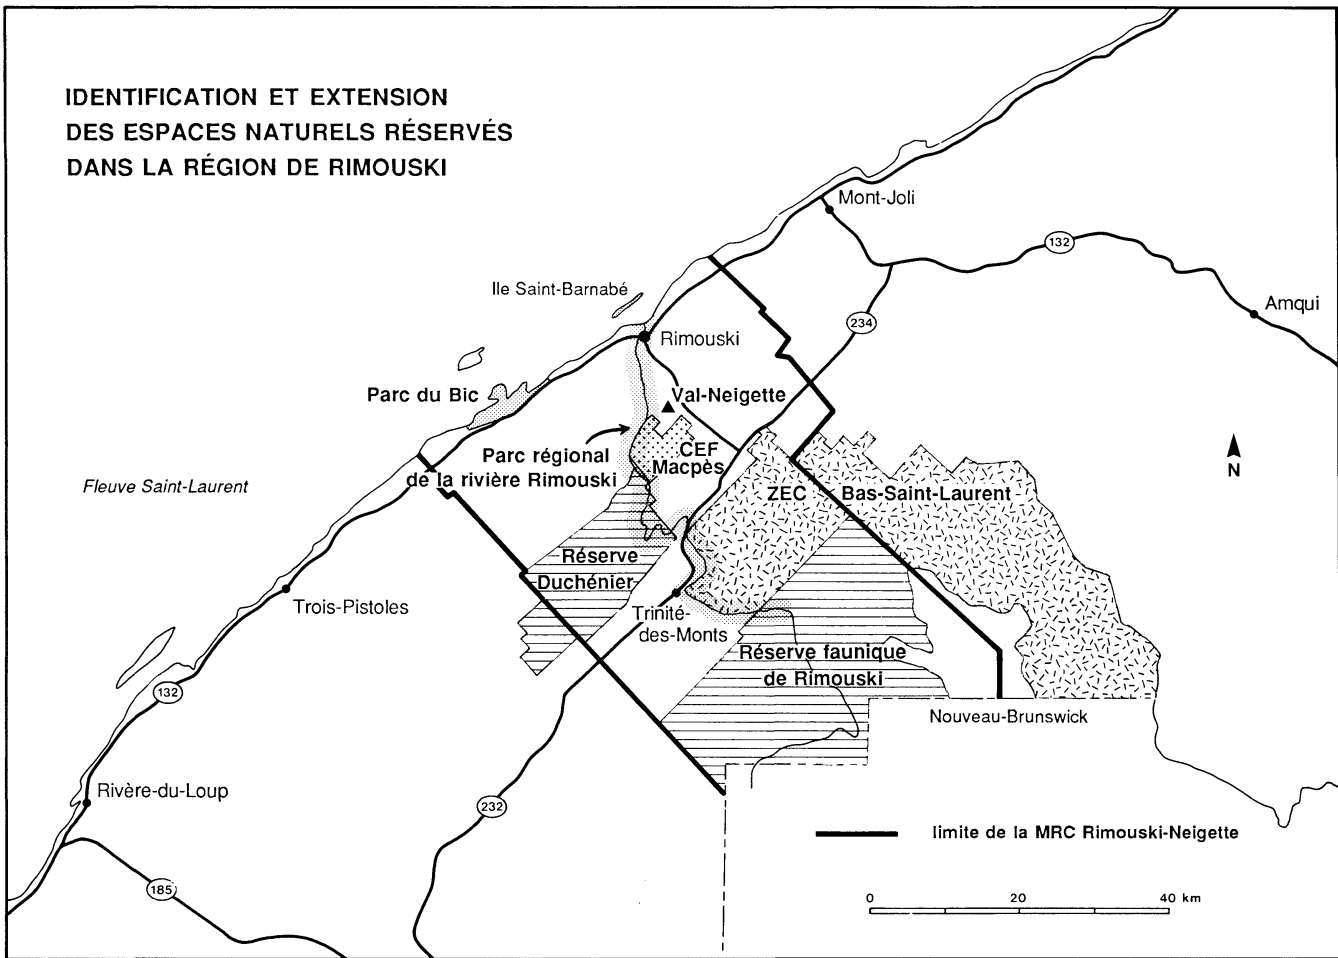 IDENTIFICATION ET EXTENSION
DES ESPACES NATURELS RÉSERVÉS
DANS LA RÉGION DE RIMOUSKI
Mont-Joli
132
Ile Saint-Barnabé
Amqui
234
Rimouski
Parc du Bic
Val-Neigette
Parc régional
de la rivière Rimouski
CEF
Macpès
N
Fleuve Saint-Laurent
ZEC
Bas-Saint-Laurent
Réserve
Duchénier
Trois-Pistoles
Trinité-
des-Monts
Réserve faunique
de Rimouski
132
Nouveau-Brunswick
Rivère-du-Loup
232
limite de la MRC Rimouski-Neigette
185
0 20 40 km